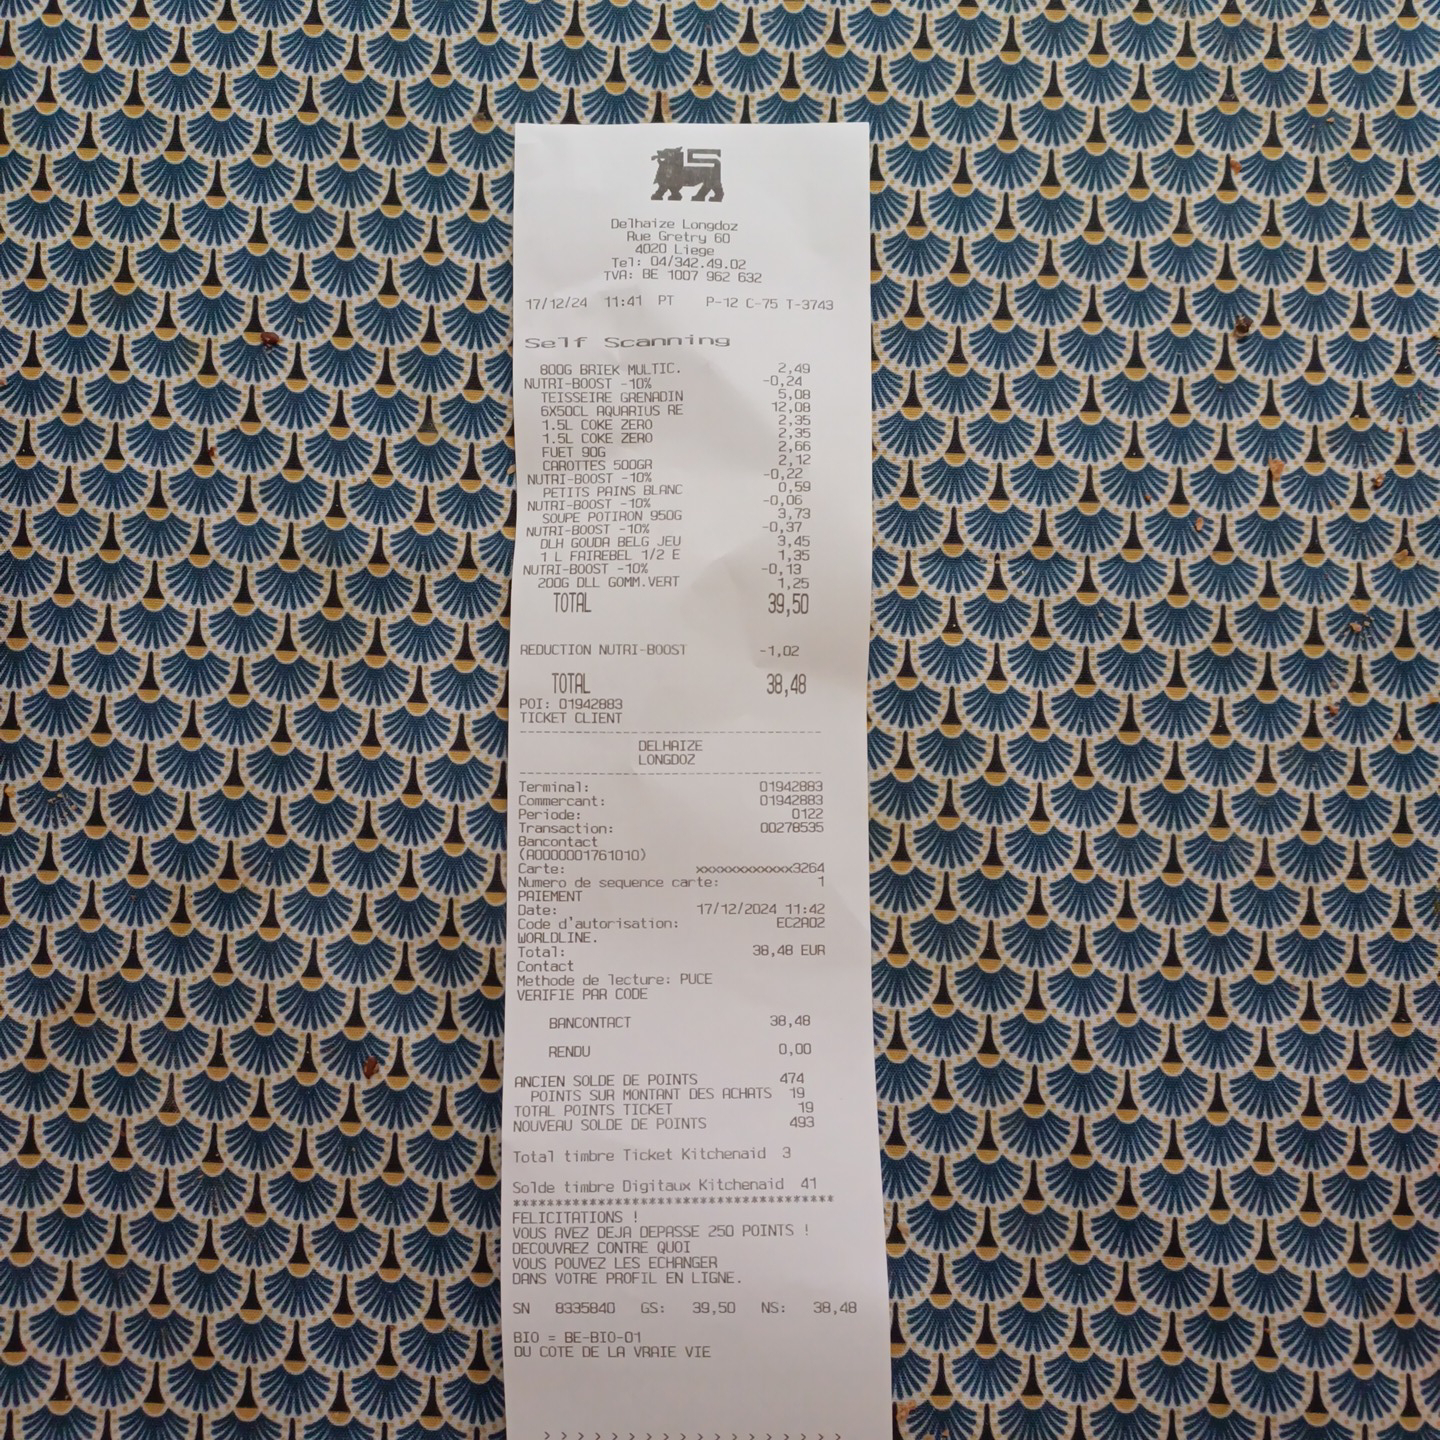 Delhaize Longdoz
Rue Gretry 60
4020 Liege
Tel: 04/342.49.02
TVA: BE 1007 962 632
17/12/24 11:41 PT P-12 C-75 T-3743
Self Scanning
800G BRIEK MULTIC. 2,49
NUTRI-BOOST -10% -0,24
TEISSEIRE GRENADIN 5,08
6X50CL AQUARIUS RE 12,08
1.5L COKE ZERO 2,35
1.5L COKE ZERO 2,35
FUET 90G 2,66
CAROTTES 500GR 2,12
NUTRI-BOOST -10% -0,22
PETITS PAINS BLANC 0,59
NUTRI-BOOST -10% -0,06
SOUPE POTIRON 950G 3,73
NUTRI-BOOST -10% -0,37
DLH GOUDA BELG JEU 3,45
1 L FAIREBEL 1/2 E 1,35
NUTRI-BOOST -10% -0,13
200G DLL GOMM.VERT 1,25
TOTAL 39,50
REDUCTION NUTRI-BOOST -1,02
TOTAL 38,48
POI: 01942883
TICKET CLIENT
DELHAIZE
LONGDOZ
Terminal: 01942883
Commercant: 01942883
Periode: 0122
Transaction: 00278535
Bancontact
(A0000001761010)
Carte: xxxxxxxxxxxxx3264
Numero de sequence carte: 1
PAIEMENT
Date: 17/12/2024 11:42
Code d'autorisation: EC2A02
WORLDLINE.
Total: 38,48 EUR
Contact
Methode de lecture: PUCE
VERIFIE PAR CODE
BANCONTACT 38,48
RENDU 0,00
ANCIEN SOLDE DE POINTS 474
POINTS SUR MONTANT DES ACHATS 19
TOTAL POINTS TICKET 19
NOUVEAU SOLDE DE POINTS 493
Total timbre Ticket Kitchenaid 3
Solde timbre Digitaux Kitchenaid 41
**************************************
FELICITATIONS !
VOUS AVEZ DEJA DEPASSE 250 POINTS !
DECOUVREZ CONTRE QUOI
VOUS POUVEZ LES ECHANGER
DANS VOTRE PROFIL EN LIGNE.
SN 8335840 GS: 39,50 NS: 38,48
BIO = BE-BIO-01
DU COTE DE LA VRAIE VIE